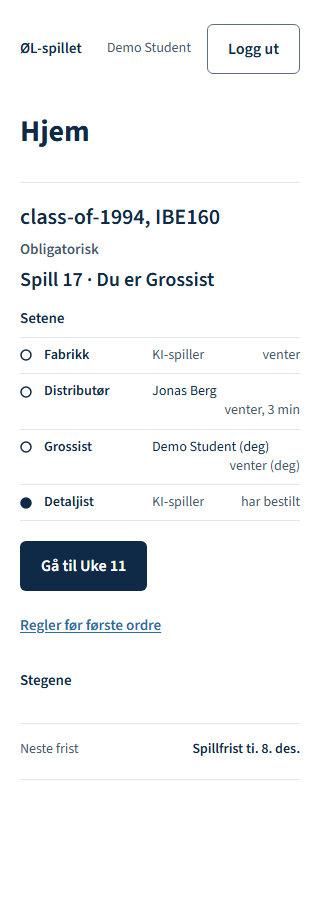 ØL-spillet Demo Student Logg ut
Hjem
class-of-1994, IBE160
Obligatorisk
Spill 17 · Du er Grossist
Setene
Fabrikk KI-spiller venter
Distributør Jonas Berg
venter, 3 min
Grossist Demo Student (deg)
venter (deg)
Detaljist KI-spiller har bestilt
Gå til Uke 11
Regler før første ordre
Stegene
Neste frist Spillfrist ti. 8. des.